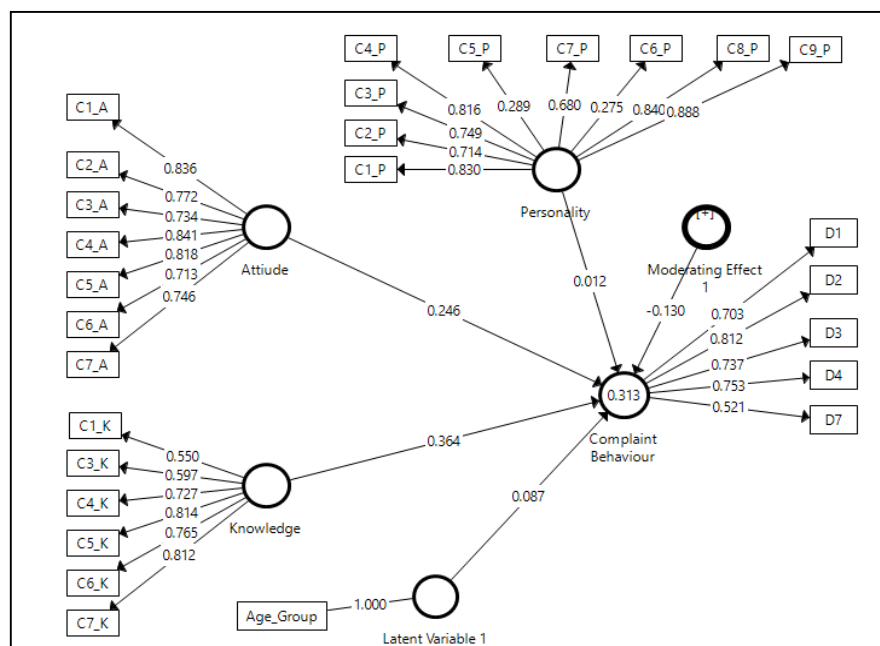 C4_P
C5_P
C7_P
C6_P
C8_P
C9_P
C3_P
C2_P
C1_P
0.816
0.289
0.680
0.275
0.840
0.888
0.749
0.714
0.830
Personality
C1_A
C2_A
C3_A
C4_A
C5_A
C6_A
C7_A
0.836
0.772
0.734
0.841
0.818
0.713
0.746
Attiude
[+]
Moderating Effect
1
0.012
-0.130
0.246
D1
D2
D3
D4
D7
0.703
0.812
0.737
0.753
0.521
0.313
Complaint
Behaviour
C1_K
C3_K
C4_K
C5_K
C6_K
C7_K
0.550
0.597
0.727
0.814
0.765
0.812
Knowledge
0.364
0.087
Age_Group
1.000
Latent Variable 1